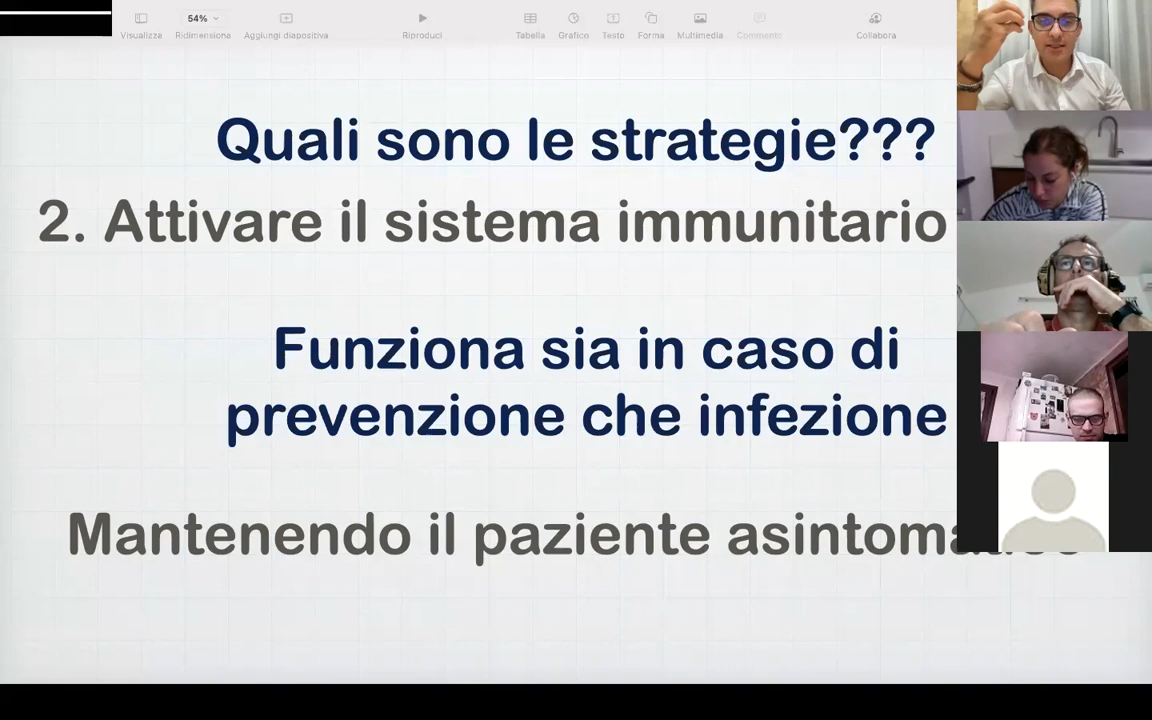 54%
Visualizza Ridimensiona Aggiungi diapositiva Riproduci Tabella Grafico Testo Forma Multimedia Commento Collabora
Quali sono le strategie???
2. Attivare il sistema immunitario
Funziona sia in caso di
prevenzione che infezione
Mantenendo il paziente